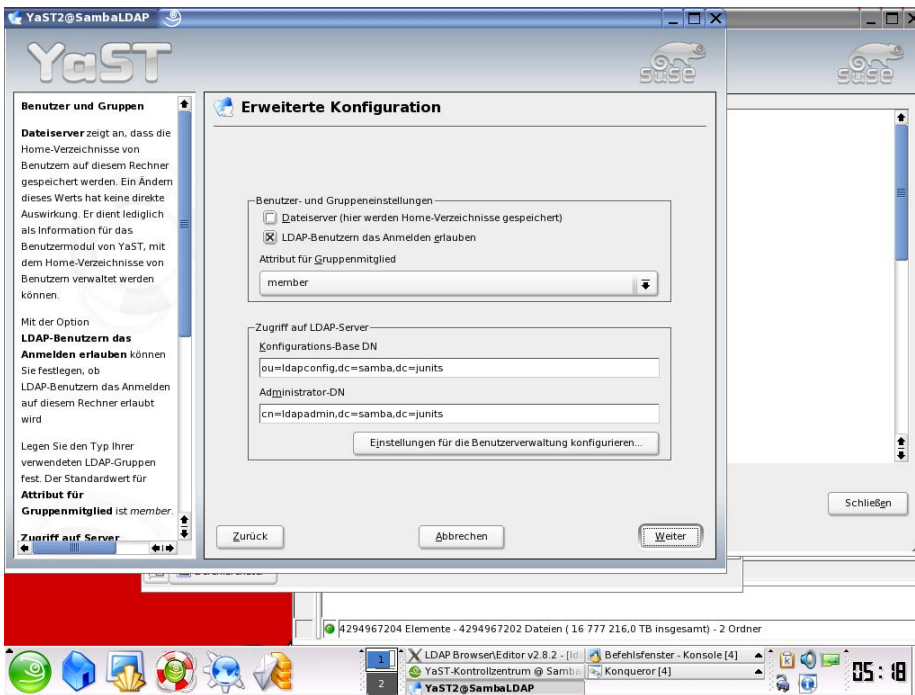 YaST2@SambaLDAP
YaST
suse
suse
Benutzer und Gruppen
Dateiserver zeigt an, dass die
Home-Verzeichnisse von
Benutzern auf diesem Rechner
gespeichert werden. Ein Ändern
dieses Werts hat keine direkte
Auswirkung. Er dient lediglich
als Information für das
Benutzermodul von YaST, mit
dem Home-Verzeichnisse von
Benutzern verwaltet werden
können.
Mit der Option
LDAP-Benutzern das
Anmelden erlauben können
Sie festlegen, ob
LDAP-Benutzern das Anmelden
auf diesem Rechner erlaubt
wird
Legen Sie den Typ Ihrer
verwendeten LDAP-Gruppen
fest. Der Standardwert für
Attribut für
Gruppenmitglied ist member.
Zugriff auf Server
Erweiterte Konfiguration
Benutzer- und Gruppeneinstellungen
Dateiserver (hier werden Home-Verzeichnisse gespeichert)
LDAP-Benutzern das Anmelden erlauben
Attribut für Gruppenmitglied
member
Zugriff auf LDAP-Server
Konfigurations-Base DN
ou=ldapconfig,dc=samba,dc=junits
Administrator-DN
cn=ldapadmin,dc=samba,dc=junits
Einstellungen für die Benutzerverwaltung konfigurieren...
Zurück
Abbrechen
Weiter
Schließen
4294967204 Elemente - 4294967202 Dateien ( 16 777 216,0 TB insgesamt) - 2 Ordner
1
2
LDAP Browser\Editor v2.8.2 - [ld
YaST-Kontrollzentrum @ Samba
YaST2@SambaLDAP
Befehlsfenster - Konsole [4]
Konqueror [4]
05:18